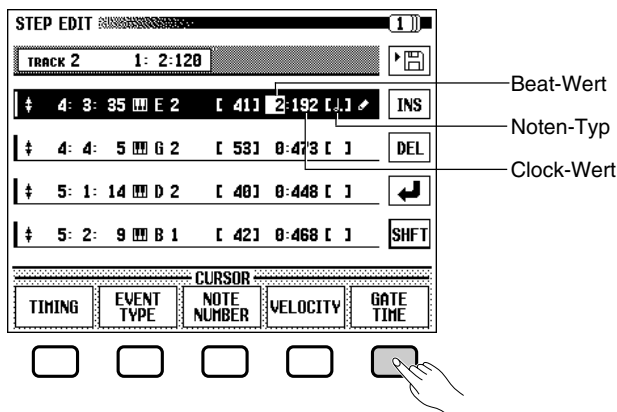 STEP EDIT 1
TRACK 2 1: 2:120
4: 3: 35 E 2 [ 41] 2:192 [♩.] INS
4: 4: 5 G 2 [ 53] 0:473 [ ] DEL
5: 1: 14 D 2 [ 40] 0:448 [ ]
5: 2: 9 B 1 [ 42] 0:468 [ ] SHFT
CURSOR
TIMING EVENT TYPE NOTE NUMBER VELOCITY GATE TIME
Beat-Wert
Noten-Typ
Clock-Wert